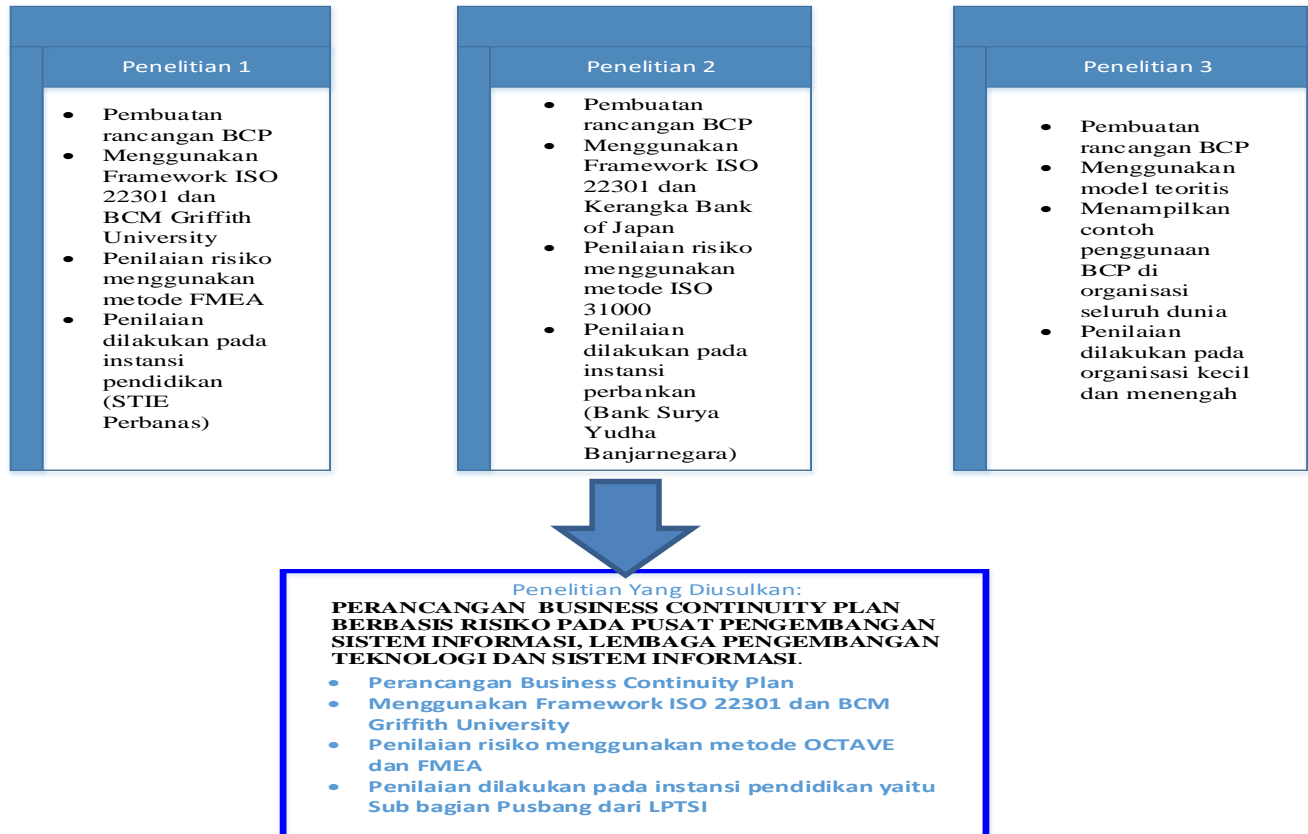 Penelitian 1
• Pembuatan
rancangan BCP
• Menggunakan
Framework ISO
22301 dan
BCM Griffith
University
• Penilaian risiko
menggunakan
metode FMEA
• Penilaian
dilakukan pada
instansi
pendidikan
(STIE
Perbanas)
Penelitian 2
• Pembuatan
rancangan BCP
• Menggunakan
Framework ISO
22301 dan
Kerangka Bank
of Japan
• Penilaian risiko
menggunakan
metode ISO
31000
• Penilaian
dilakukan pada
instansi
perbankan
(Bank Surya
Yudha
Banjarnegara)
Penelitian 3
• Pembuatan
rancangan BCP
• Menggunakan
model teoritis
• Menampilkan
contoh
penggunaan
BCP di
organisasi
seluruh dunia
• Penilaian
dilakukan pada
organisasi kecil
dan menengah
Penelitian Yang Diusulkan:
PERANCANGAN BUSINESS CONTINUITY PLAN
BERBASIS RISIKO PADA PUSAT PENGEMBANGAN
SISTEM INFORMASI, LEMBAGA PENGEMBANGAN
TEKNOLOGI DAN SISTEM INFORMASI.
• Perancangan Business Continuity Plan
• Menggunakan Framework ISO 22301 dan BCM
Griffith University
• Penilaian risiko menggunakan metode OCTAVE
dan FMEA
• Penilaian dilakukan pada instansi pendidikan yaitu
Sub bagian Pusbang dari LPTSI